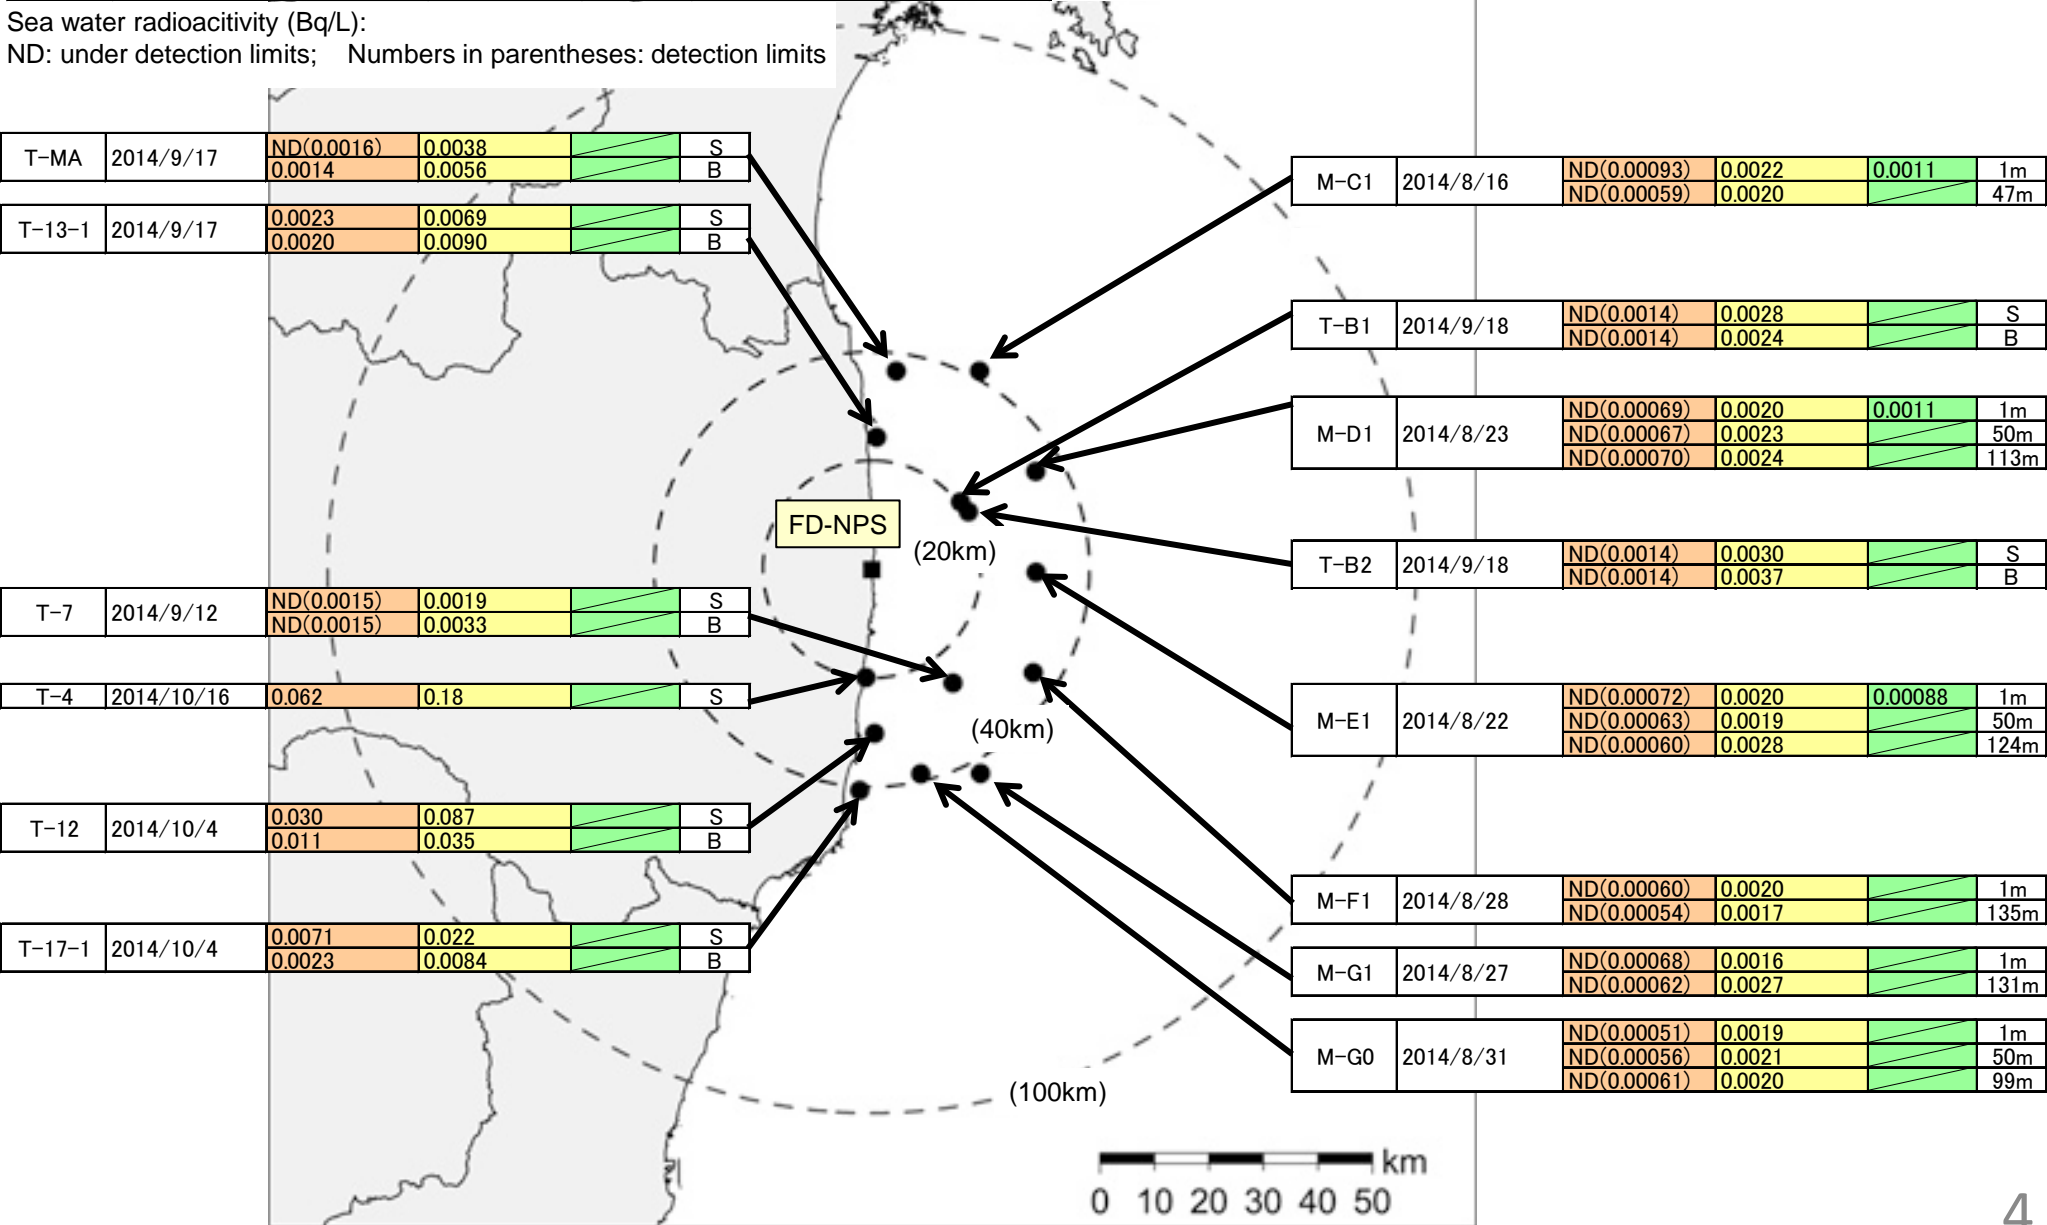 Sea water radioacitivity (Bq/L):
ND: under detection limits; Numbers in parentheses: detection limits
T-MA 2014/9/17 ND(0.0016) 0.0038 S
0.0014 0.0056 B
T-13-1 2014/9/17 0.0023 0.0069 S
0.0020 0.0090 B
T-7 2014/9/12 ND(0.0015) 0.0019 S
ND(0.0015) 0.0033 B
T-4 2014/10/16 0.062 0.18 S
T-12 2014/10/4 0.030 0.087 S
0.011 0.035 B
T-17-1 2014/10/4 0.0071 0.022 S
0.0023 0.0084 B
FD-NPS
(20km)
(40km)
(100km)
M-C1 2014/8/16 ND(0.00093) 0.0022 0.0011 1m
ND(0.00059) 0.0020 47m
T-B1 2014/9/18 ND(0.0014) 0.0028 S
ND(0.0014) 0.0024 B
M-D1 2014/8/23 ND(0.00069) 0.0020 0.0011 1m
ND(0.00067) 0.0023 50m
ND(0.00070) 0.0024 113m
T-B2 2014/9/18 ND(0.0014) 0.0030 S
ND(0.0014) 0.0037 B
M-E1 2014/8/22 ND(0.00072) 0.0020 0.00088 1m
ND(0.00063) 0.0019 50m
ND(0.00060) 0.0028 124m
M-F1 2014/8/28 ND(0.00060) 0.0020 1m
ND(0.00054) 0.0017 135m
M-G1 2014/8/27 ND(0.00068) 0.0016 1m
ND(0.00062) 0.0027 131m
M-G0 2014/8/31 ND(0.00051) 0.0019 1m
ND(0.00056) 0.0021 50m
ND(0.00061) 0.0020 99m
km
0 10 20 30 40 50
4